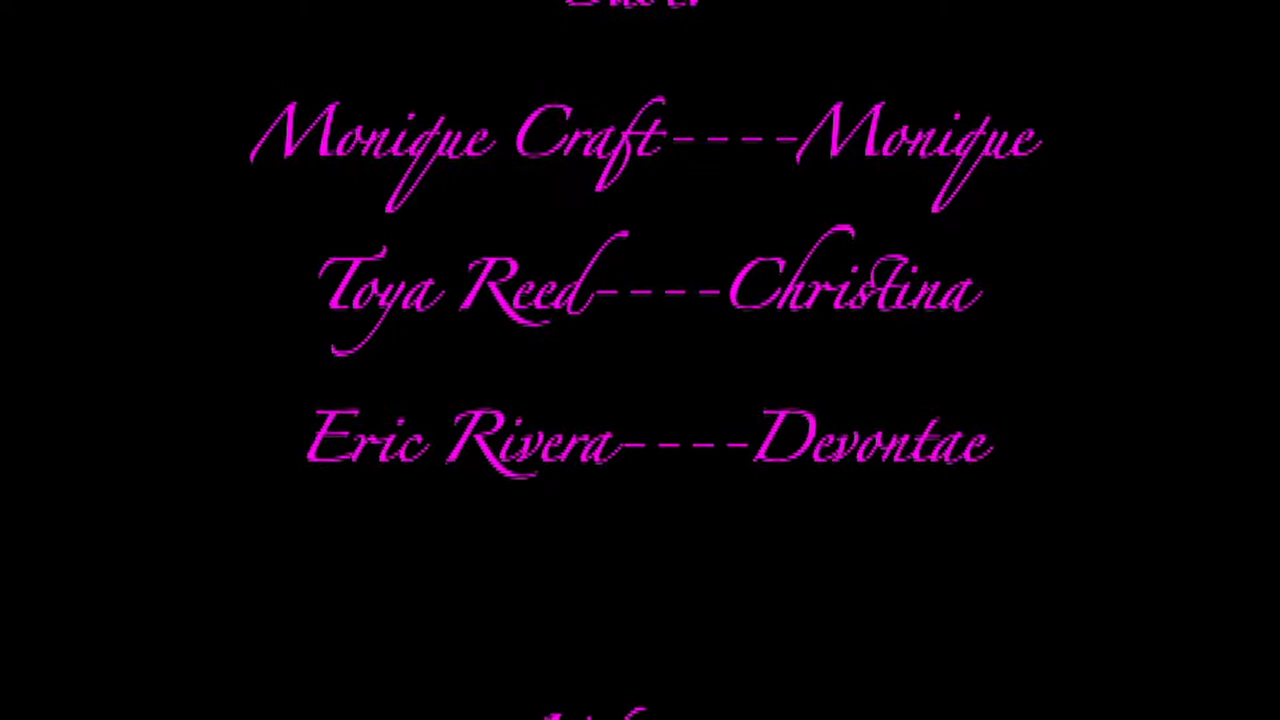 Monique Craft----Monique
Toya Reed----Christina
Eric Rivera----Devontae